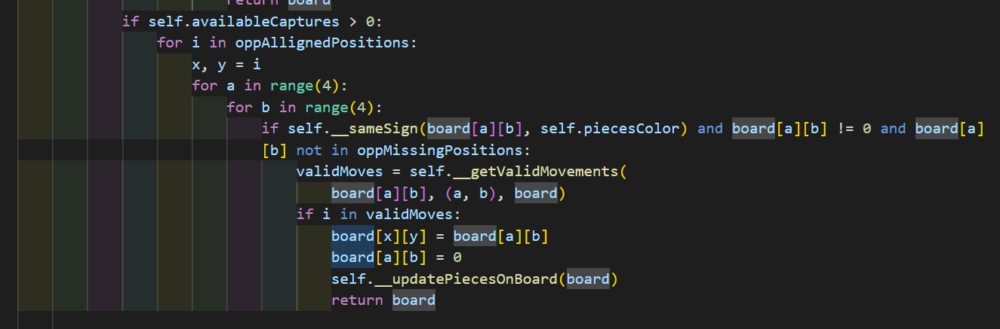 return board
if self.availableCaptures > 0:
for i in oppAllignedPositions:
x, y = i
for a in range(4):
for b in range(4):
if self.__sameSign(board[a][b], self.piecesColor) and board[a][b] != 0 and board[a]
[b] not in oppMissingPositions:
validMoves = self.__getValidMovements(
board[a][b], (a, b), board)
if i in validMoves:
board[x][y] = board[a][b]
board[a][b] = 0
self.__updatePiecesOnBoard(board)
return board